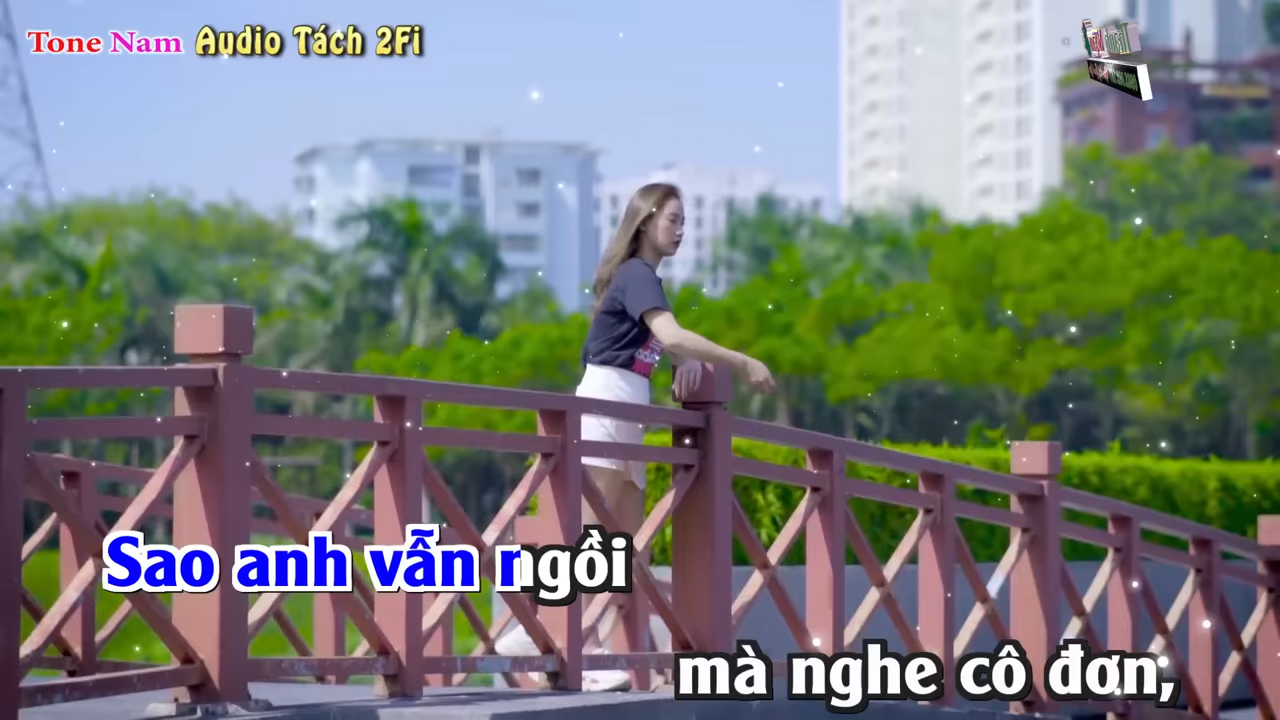 Tone Nam Audio Tách 2Fi
Sao anh vẫn ngồi
mà nghe cô đơn,